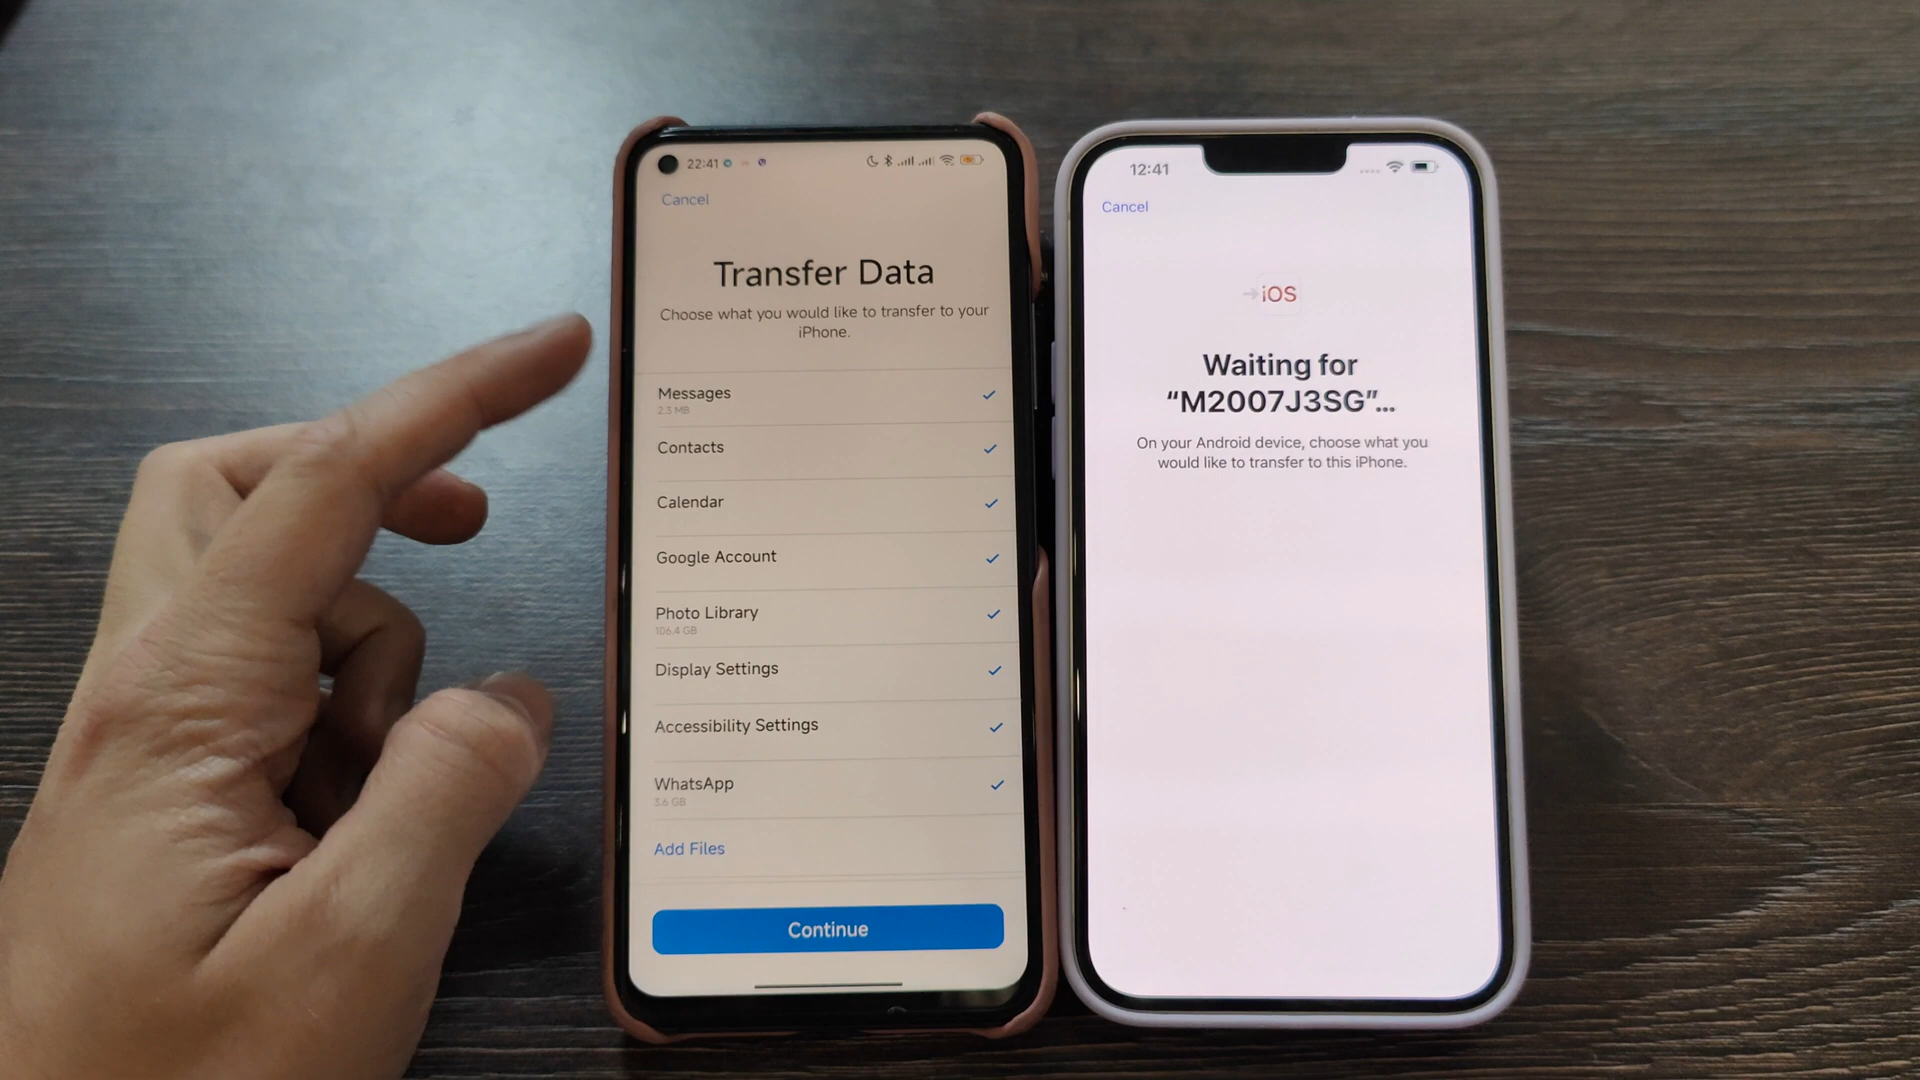 22:41
Cancel
Transfer Data
Choose what you would like to transfer to your
iPhone.
Messages
2.3 MB
Contacts
Calendar
Google Account
Photo Library
106.4 GB
Display Settings
Accessibility Settings
WhatsApp
3.6 GB
Add Files
Continue
12:41
Cancel
iOS
Waiting for
“M2007J3SG”...
On your Android device, choose what you
would like to transfer to this iPhone.